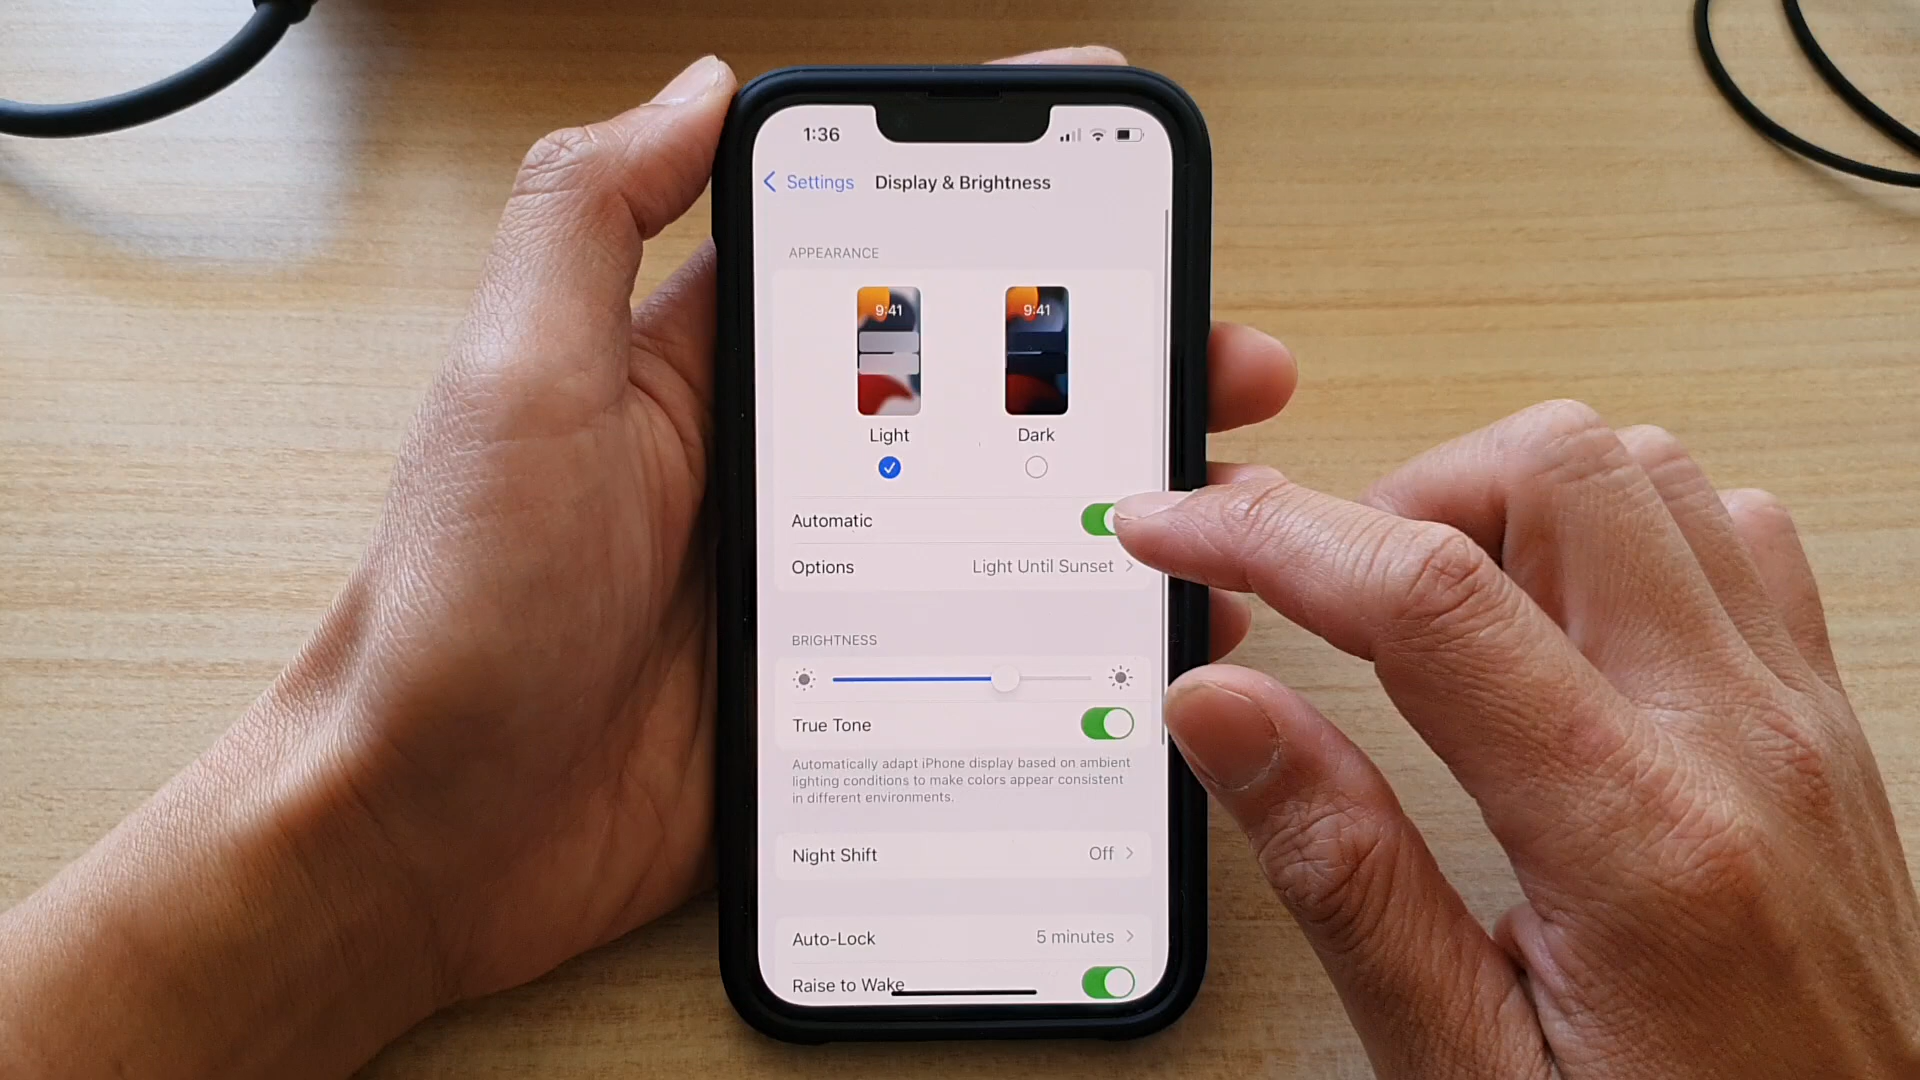 1:36
Settings Display & Brightness
APPEARANCE
9:41 9:41
Light Dark
Automatic
Options Light Until Sunset
BRIGHTNESS
True Tone
Automatically adapt iPhone display based on ambient
lighting conditions to make colors appear consistent
in different environments.
Night Shift Off
Auto-Lock 5 minutes
Raise to Wake